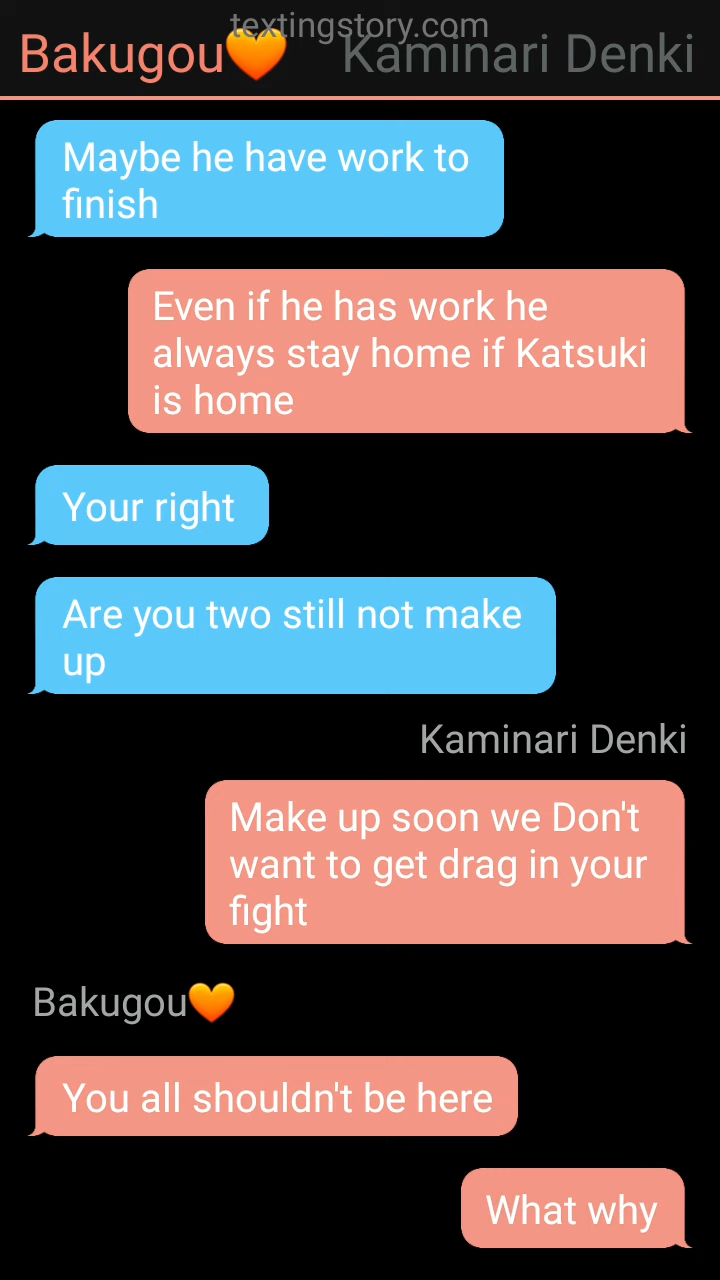 textingstory.com
Bakugou🧡 Kaminari Denki
Maybe he have work to
finish
Even if he has work he
always stay home if Katsuki
is home
Your right
Are you two still not make
up
Kaminari Denki
Make up soon we Don't
want to get drag in your
fight
Bakugou🧡
You all shouldn't be here
What why